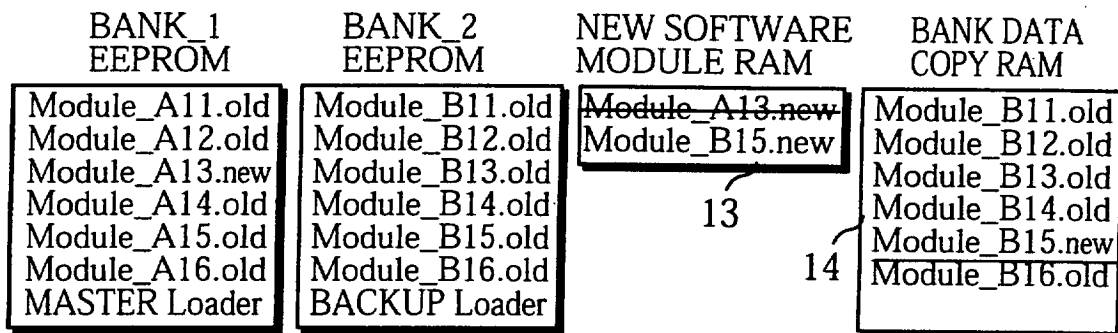 BANK_1
EEPROM
Module_A11.old
Module_A12.old
Module_A13.new
Module_A14.old
Module_A15.old
Module_A16.old
MASTER Loader
BANK_2
EEPROM
Module_B11.old
Module_B12.old
Module_B13.old
Module_B14.old
Module_B15.old
Module_B16.old
BACKUP Loader
NEW SOFTWARE
MODULE RAM
Module_A13.new
Module_B15.new
13
BANK DATA
COPY RAM
Module_B11.old
Module_B12.old
Module_B13.old
Module_B14.old
Module_B15.new
Module_B16.old
14